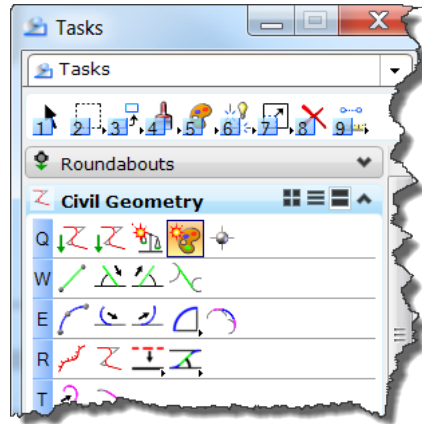 Tasks
Tasks
1 2 3 4 5 6 7 8 9
Roundabouts
Civil Geometry
Q
W
E
R
T